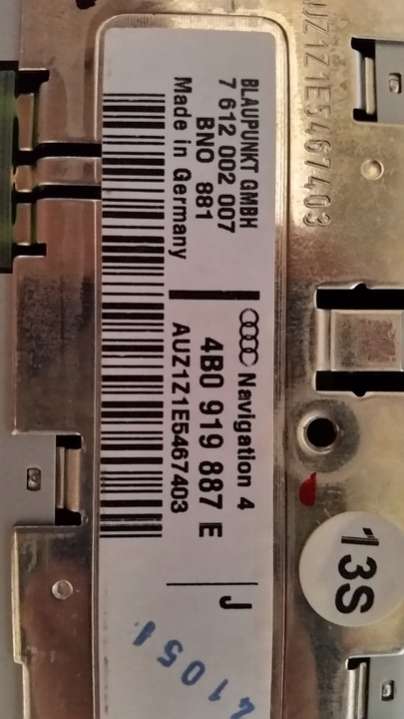 BLAUPUNKT GMBH
7 612 002 007
BNO 881
Made in Germany
Navigation 4
4B0 919 887 E
AUZ1Z1E5467403
J
41051
13S
AUZ1Z1E5467403